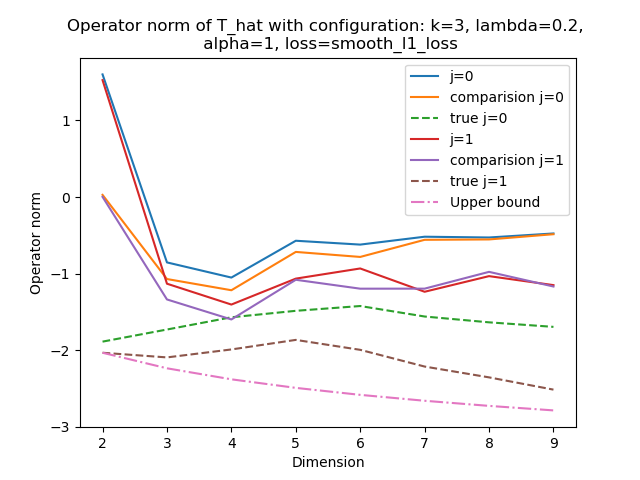 Operator norm of T_hat with configuration: k=3, lambda=0.2,
alpha=1, loss=smooth_l1_loss
j=0
comparision j=0
true j=0
j=1
comparision j=1
true j=1
Upper bound
Operator norm
1
0
−1
−2
−3
2 3 4 5 6 7 8 9
Dimension